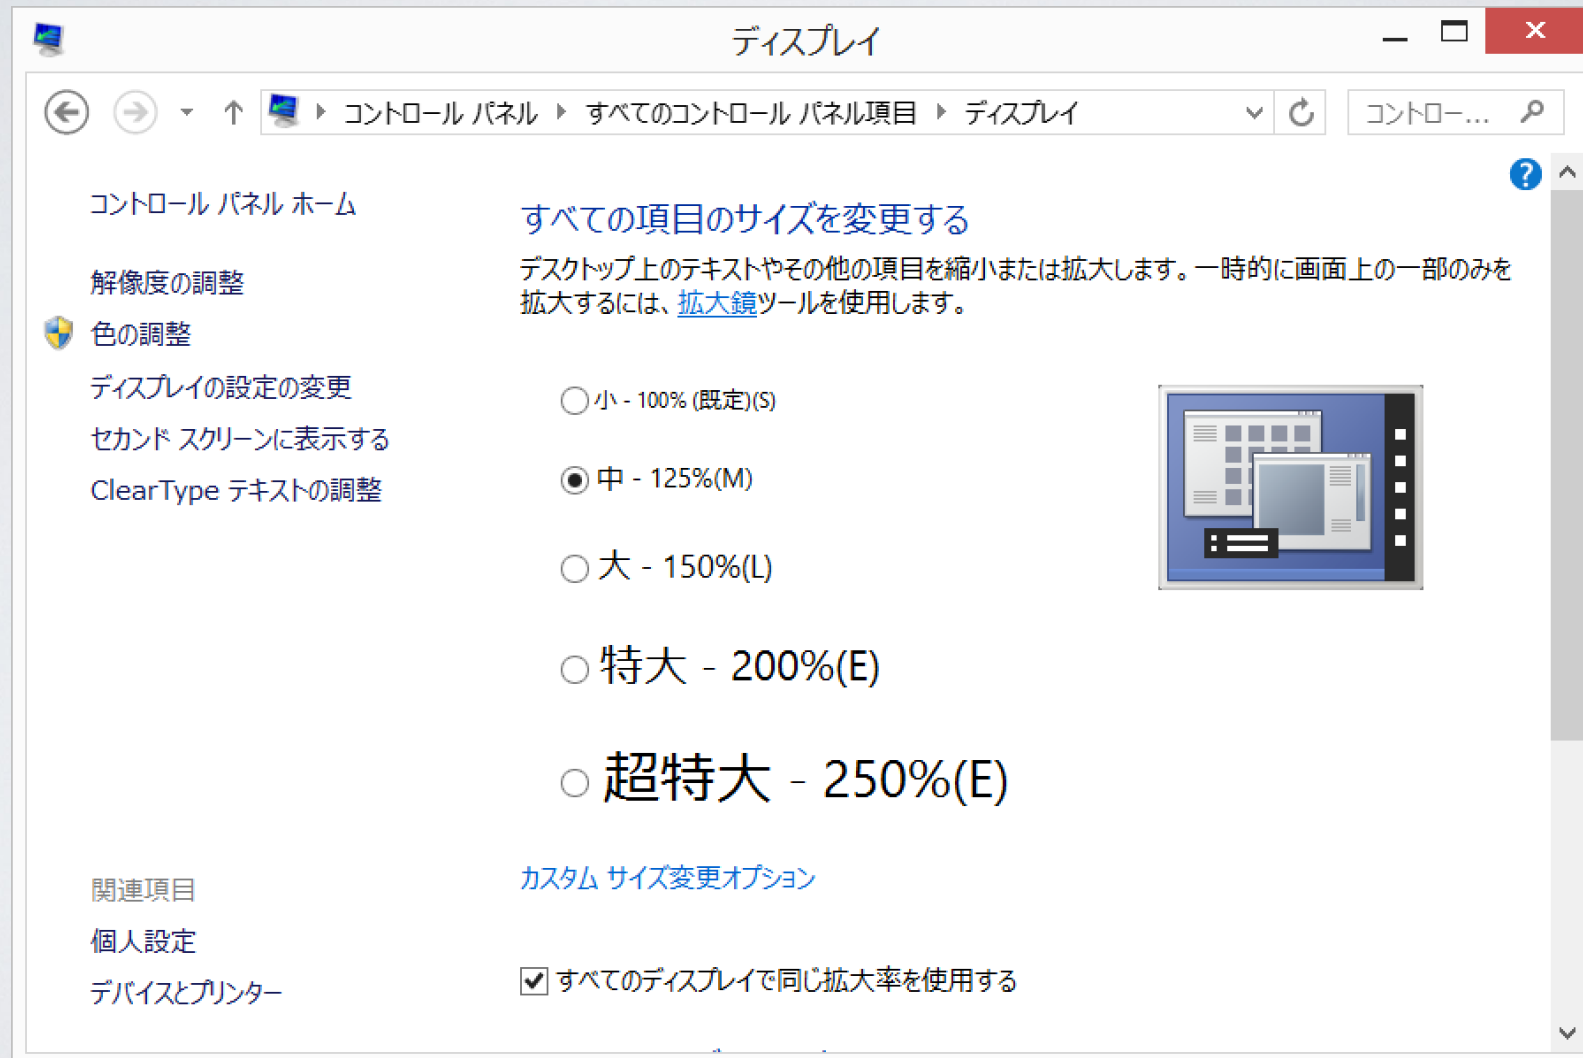 ディスプレイ
コントロール パネル すべてのコントロール パネル項目 ディスプレイ
コントロー...
コントロール パネル ホーム
解像度の調整
色の調整
ディスプレイの設定の変更
セカンド スクリーンに表示する
ClearType テキストの調整
関連項目
個人設定
デバイスとプリンター
すべての項目のサイズを変更する
デスクトップ上のテキストやその他の項目を縮小または拡大します。一時的に画面上の一部のみを
拡大するには、拡大鏡ツールを使用します。
小 - 100% (既定)(S)
中 - 125%(M)
大 - 150%(L)
特大 - 200%(E)
超特大 - 250%(E)
カスタム サイズ変更オプション
すべてのディスプレイで同じ拡大率を使用する